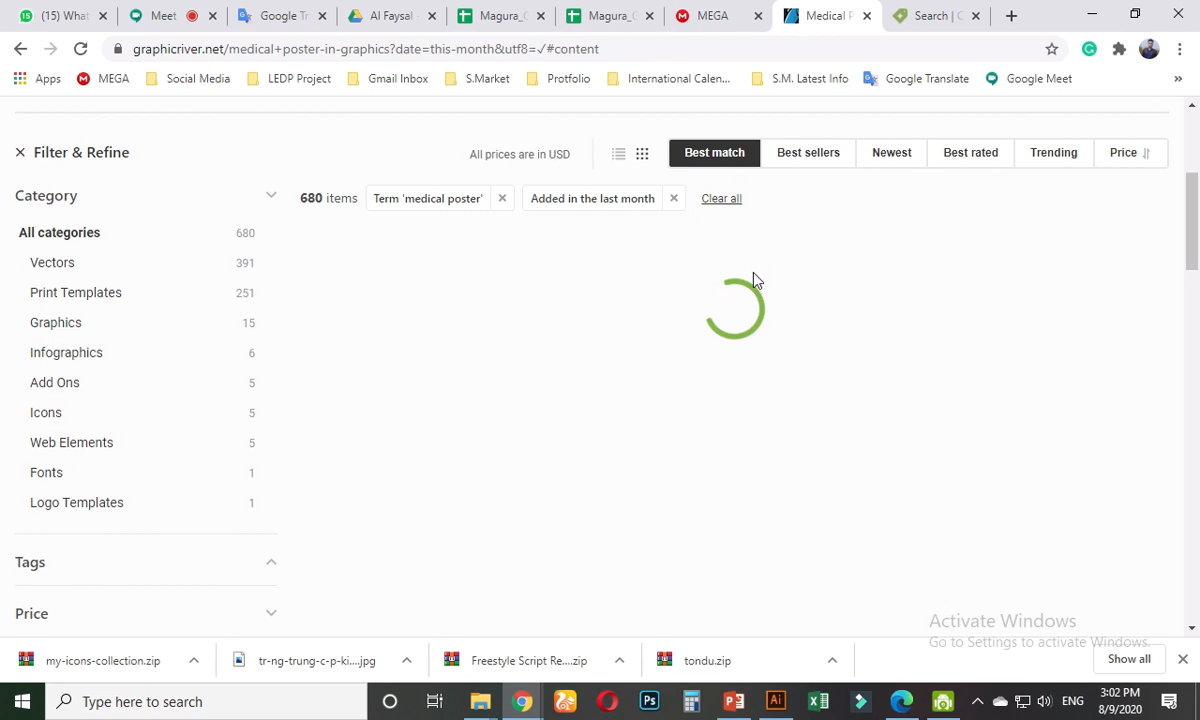 (15) What
Meet
Google Tr
Al Faysal -
Magura_
Magura_
MEGA
Medical P
Search |
graphicriver.net/medical+poster-in-graphics?date=this-month&utf8=✓#content
Apps
MEGA
Social Media
LEDP Project
Gmail Inbox
S.Market
Protfolio
International Calen...
S.M. Latest Info
Google Translate
Google Meet
»
Filter & Refine
All prices are in USD
Best match
Best sellers
Newest
Best rated
Trending
Price
Category
680 items
Term 'medical poster'
Added in the last month
Clear all
All categories 680
Vectors 391
Print Templates 251
Graphics 15
Infographics 6
Add Ons 5
Icons 5
Web Elements 5
Fonts 1
Logo Templates 1
Tags
Price
Activate Windows
Go to Settings to activate Windows.
my-icons-collection.zip
tr-ng-trung-c-p-ki....jpg
Freestyle Script Re....zip
tondu.zip
Show all
Type here to search
Ps
Ai
ENG
3:02 PM
8/9/2020